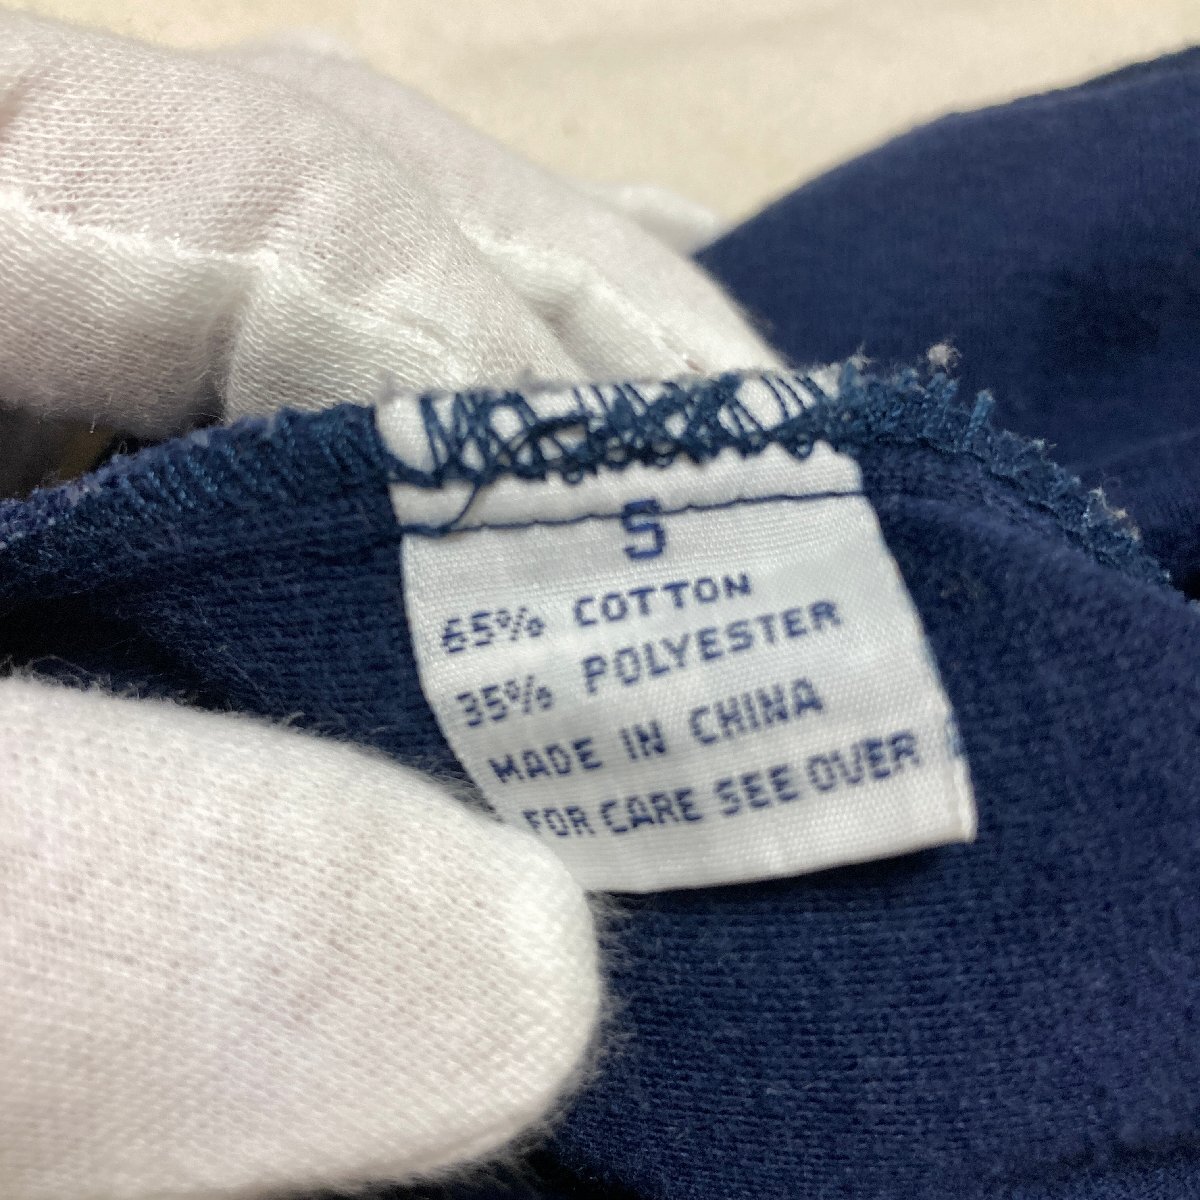 S
65% COTTON
35% POLYESTER
MADE IN CHINA
FOR CARE SEE OVER